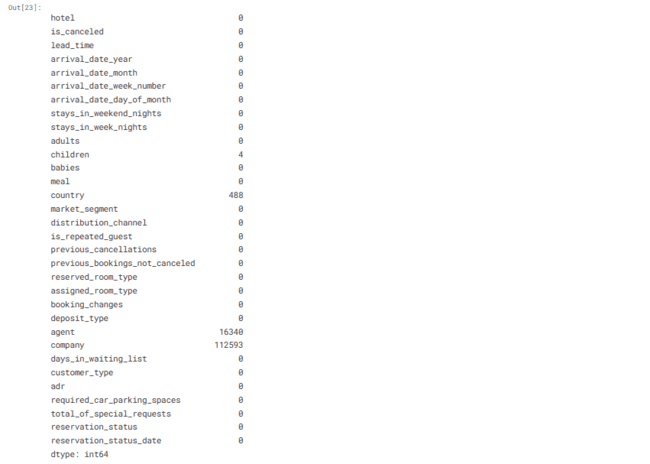 Out[23]:
hotel 0
is_canceled 0
lead_time 0
arrival_date_year 0
arrival_date_month 0
arrival_date_week_number 0
arrival_date_day_of_month 0
stays_in_weekend_nights 0
stays_in_week_nights 0
adults 0
children 4
babies 0
meal 0
country 488
market_segment 0
distribution_channel 0
is_repeated_guest 0
previous_cancellations 0
previous_bookings_not_canceled 0
reserved_room_type 0
assigned_room_type 0
booking_changes 0
deposit_type 0
agent 16340
company 112593
days_in_waiting_list 0
customer_type 0
adr 0
required_car_parking_spaces 0
total_of_special_requests 0
reservation_status 0
reservation_status_date 0
dtype: int64